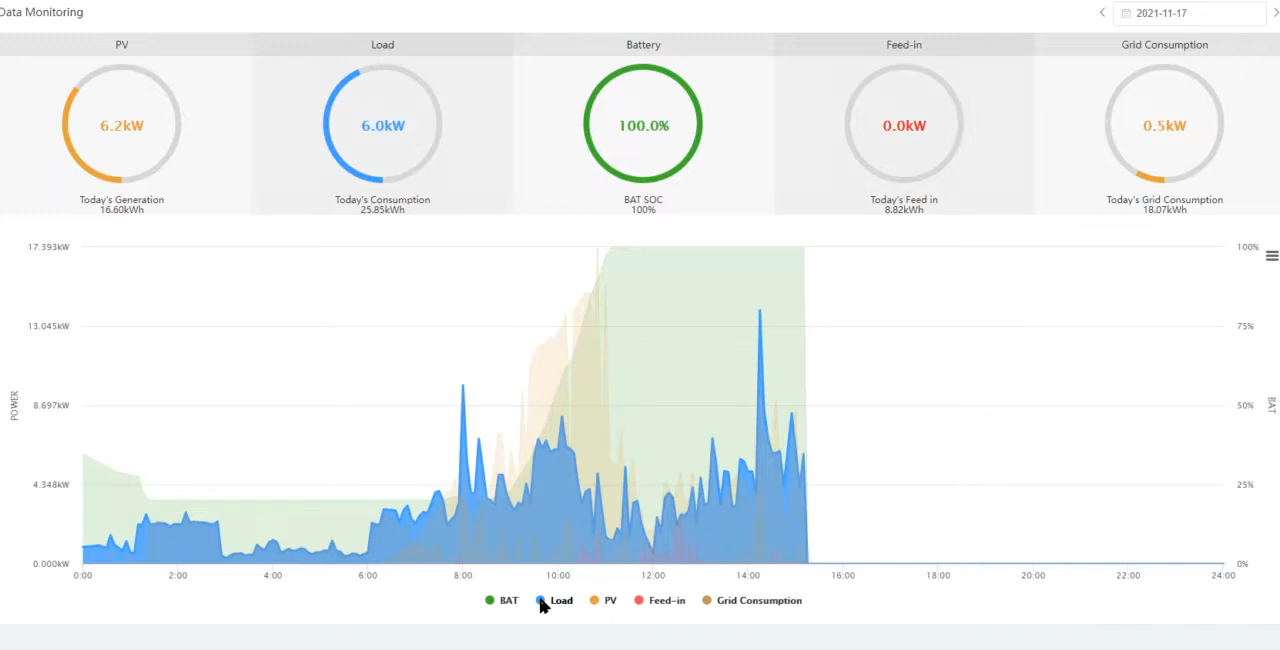 Data Monitoring
2021-11-17
PV Load Battery Feed-in Grid Consumption
6.2kW 6.0kW 100.0% 0.0kW 0.5kW
Today's Generation Today's Consumption BAT SOC Today's Feed in Today's Grid Consumption
16.60kWh 25.85kWh 100% 8.82kWh 18.07kWh
17.393kW 100%
13.045kW 75%
POWER 8.697kW 50% BAT
4.348kW 25%
0.000kW 0%
0:00 2:00 4:00 6:00 8:00 10:00 12:00 14:00 16:00 18:00 20:00 22:00 24:00
BAT Load PV Feed-in Grid Consumption